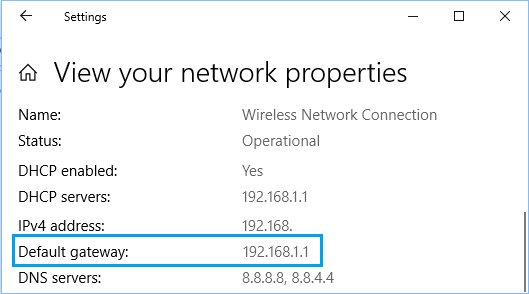 Settings
View your network properties
Name: Wireless Network Connection
Status: Operational
DHCP enabled: Yes
DHCP servers: 192.168.1.1
IPv4 address: 192.168.
Default gateway: 192.168.1.1
DNS servers: 8.8.8.8, 8.8.4.4